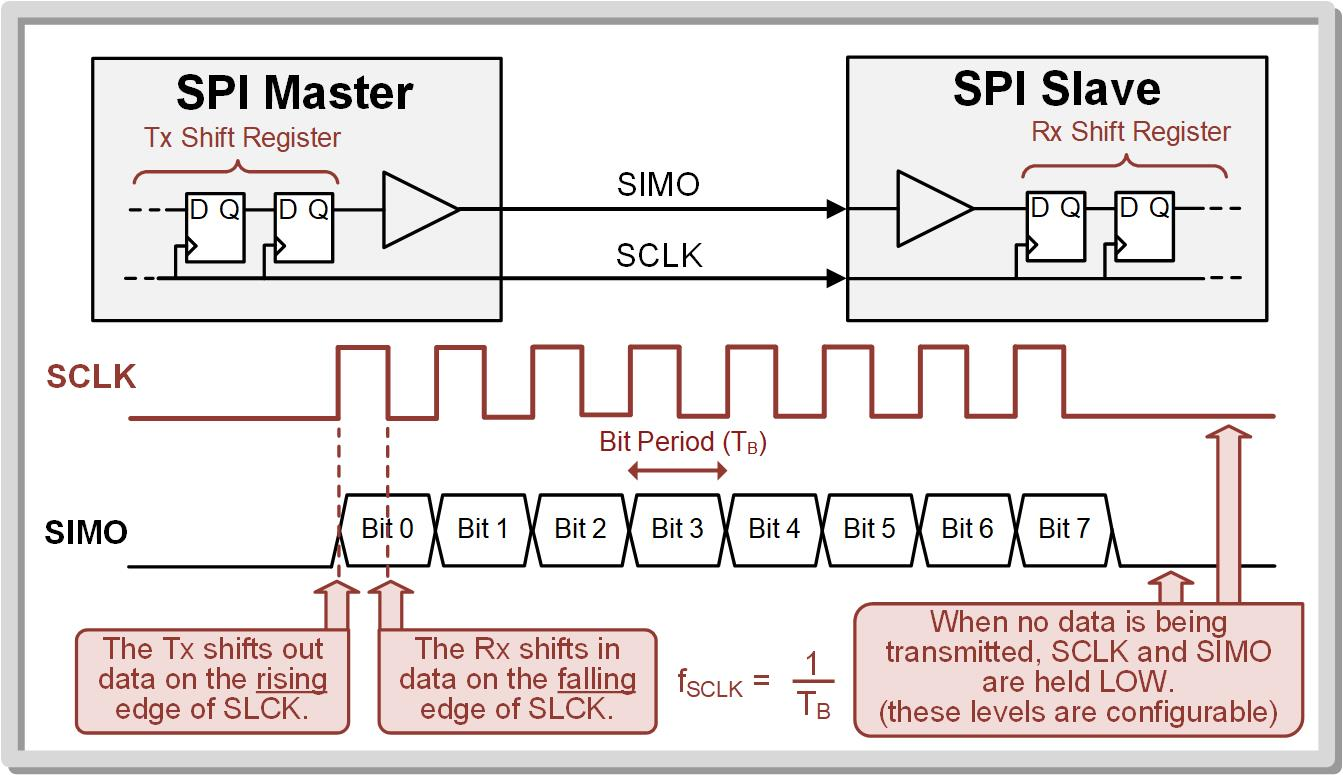 SPI Master
Tx Shift Register
D Q
D Q
SIMO
SCLK
SPI Slave
Rx Shift Register
D Q
D Q
SCLK
Bit Period (TB)
SIMO
Bit 0
Bit 1
Bit 2
Bit 3
Bit 4
Bit 5
Bit 6
Bit 7
The Tx shifts out
data on the rising
edge of SLCK.
The Rx shifts in
data on the falling
edge of SLCK.
fSCLK = 1/TB
When no data is being
transmitted, SCLK and SIMO
are held LOW.
(these levels are configurable)